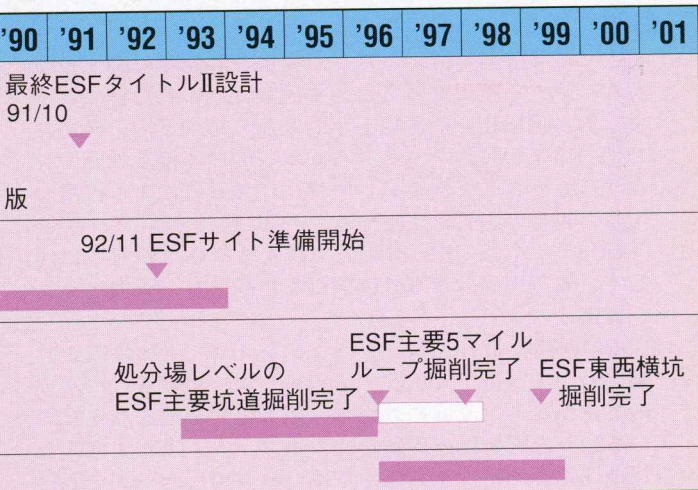 '90 '91 '92 '93 '94 '95 '96 '97 '98 '99 '00 '01
最終ESFタイトルII設計
91/10
版
92/11 ESFサイト準備開始
処分場レベルの
ESF主要坑道掘削完了
ESF主要5マイル
ループ掘削完了
ESF東西横坑
掘削完了